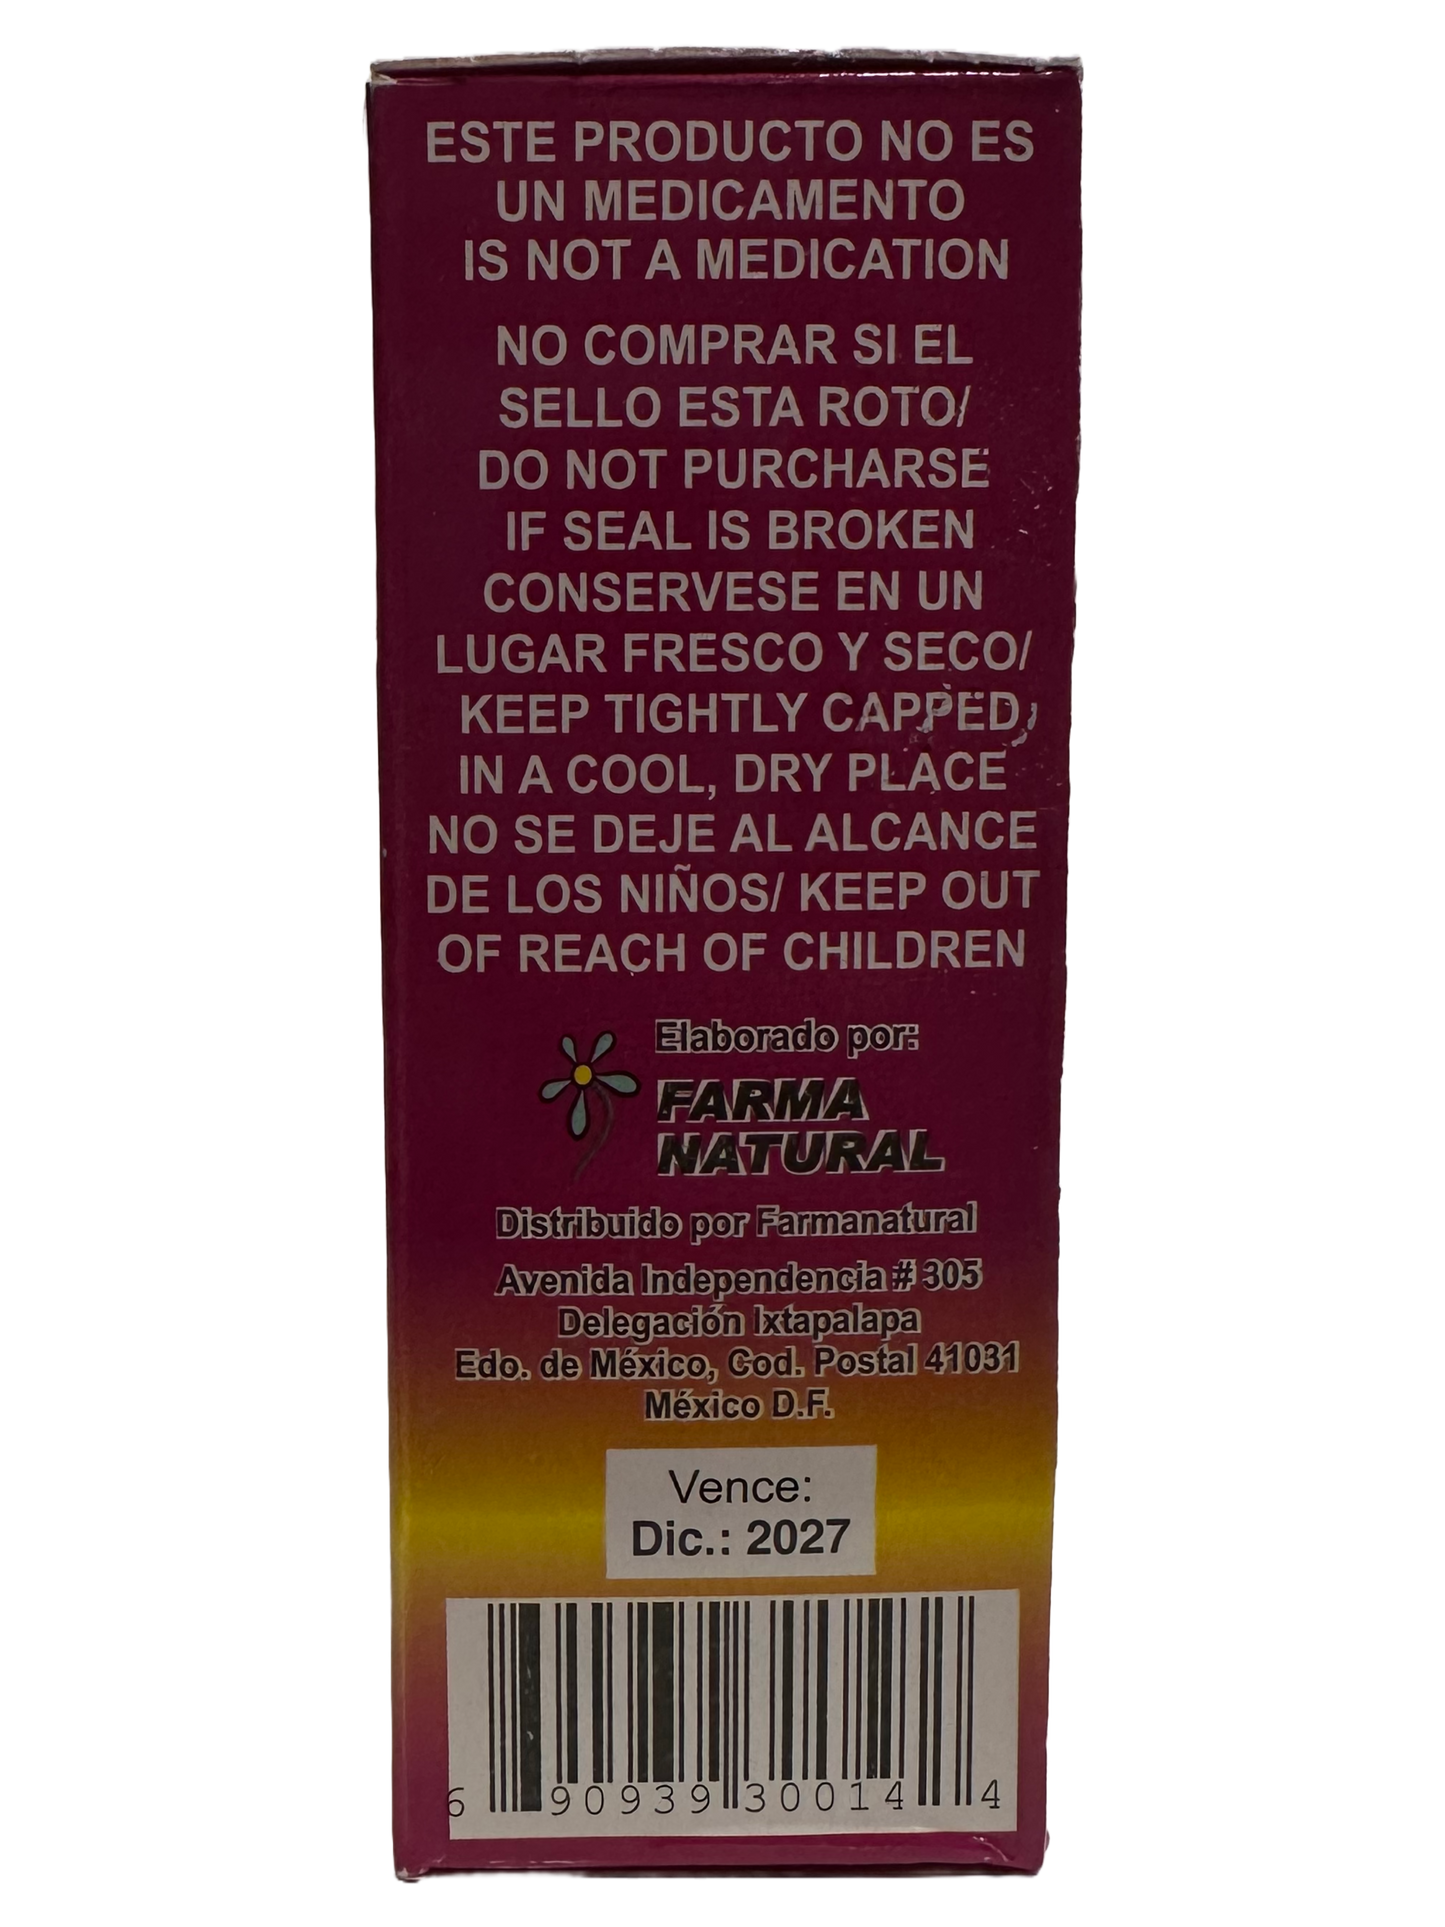 ESTE PRODUCTO NO ES
UN MEDICAMENTO
IS NOT A MEDICATION
NO COMPRAR SI EL
SELLO ESTA ROTO/
DO NOT PURCHARSE
IF SEAL IS BROKEN
CONSERVESE EN UN
LUGAR FRESCO Y SECO/
KEEP TIGHTLY CAPPED,
IN A COOL, DRY PLACE
NO SE DEJE AL ALCANCE
DE LOS NIÑOS/ KEEP OUT
OF REACH OF CHILDREN
Elaborado por:
FARMA
NATURAL
Distribuido por Farmanatural
Avenida Independencia # 305
Delegación Ixtapalapa
Edo. de México, Cod. Postal 41031
México D.F.
Vence:
Dic.: 2027
6 90939 30014 4